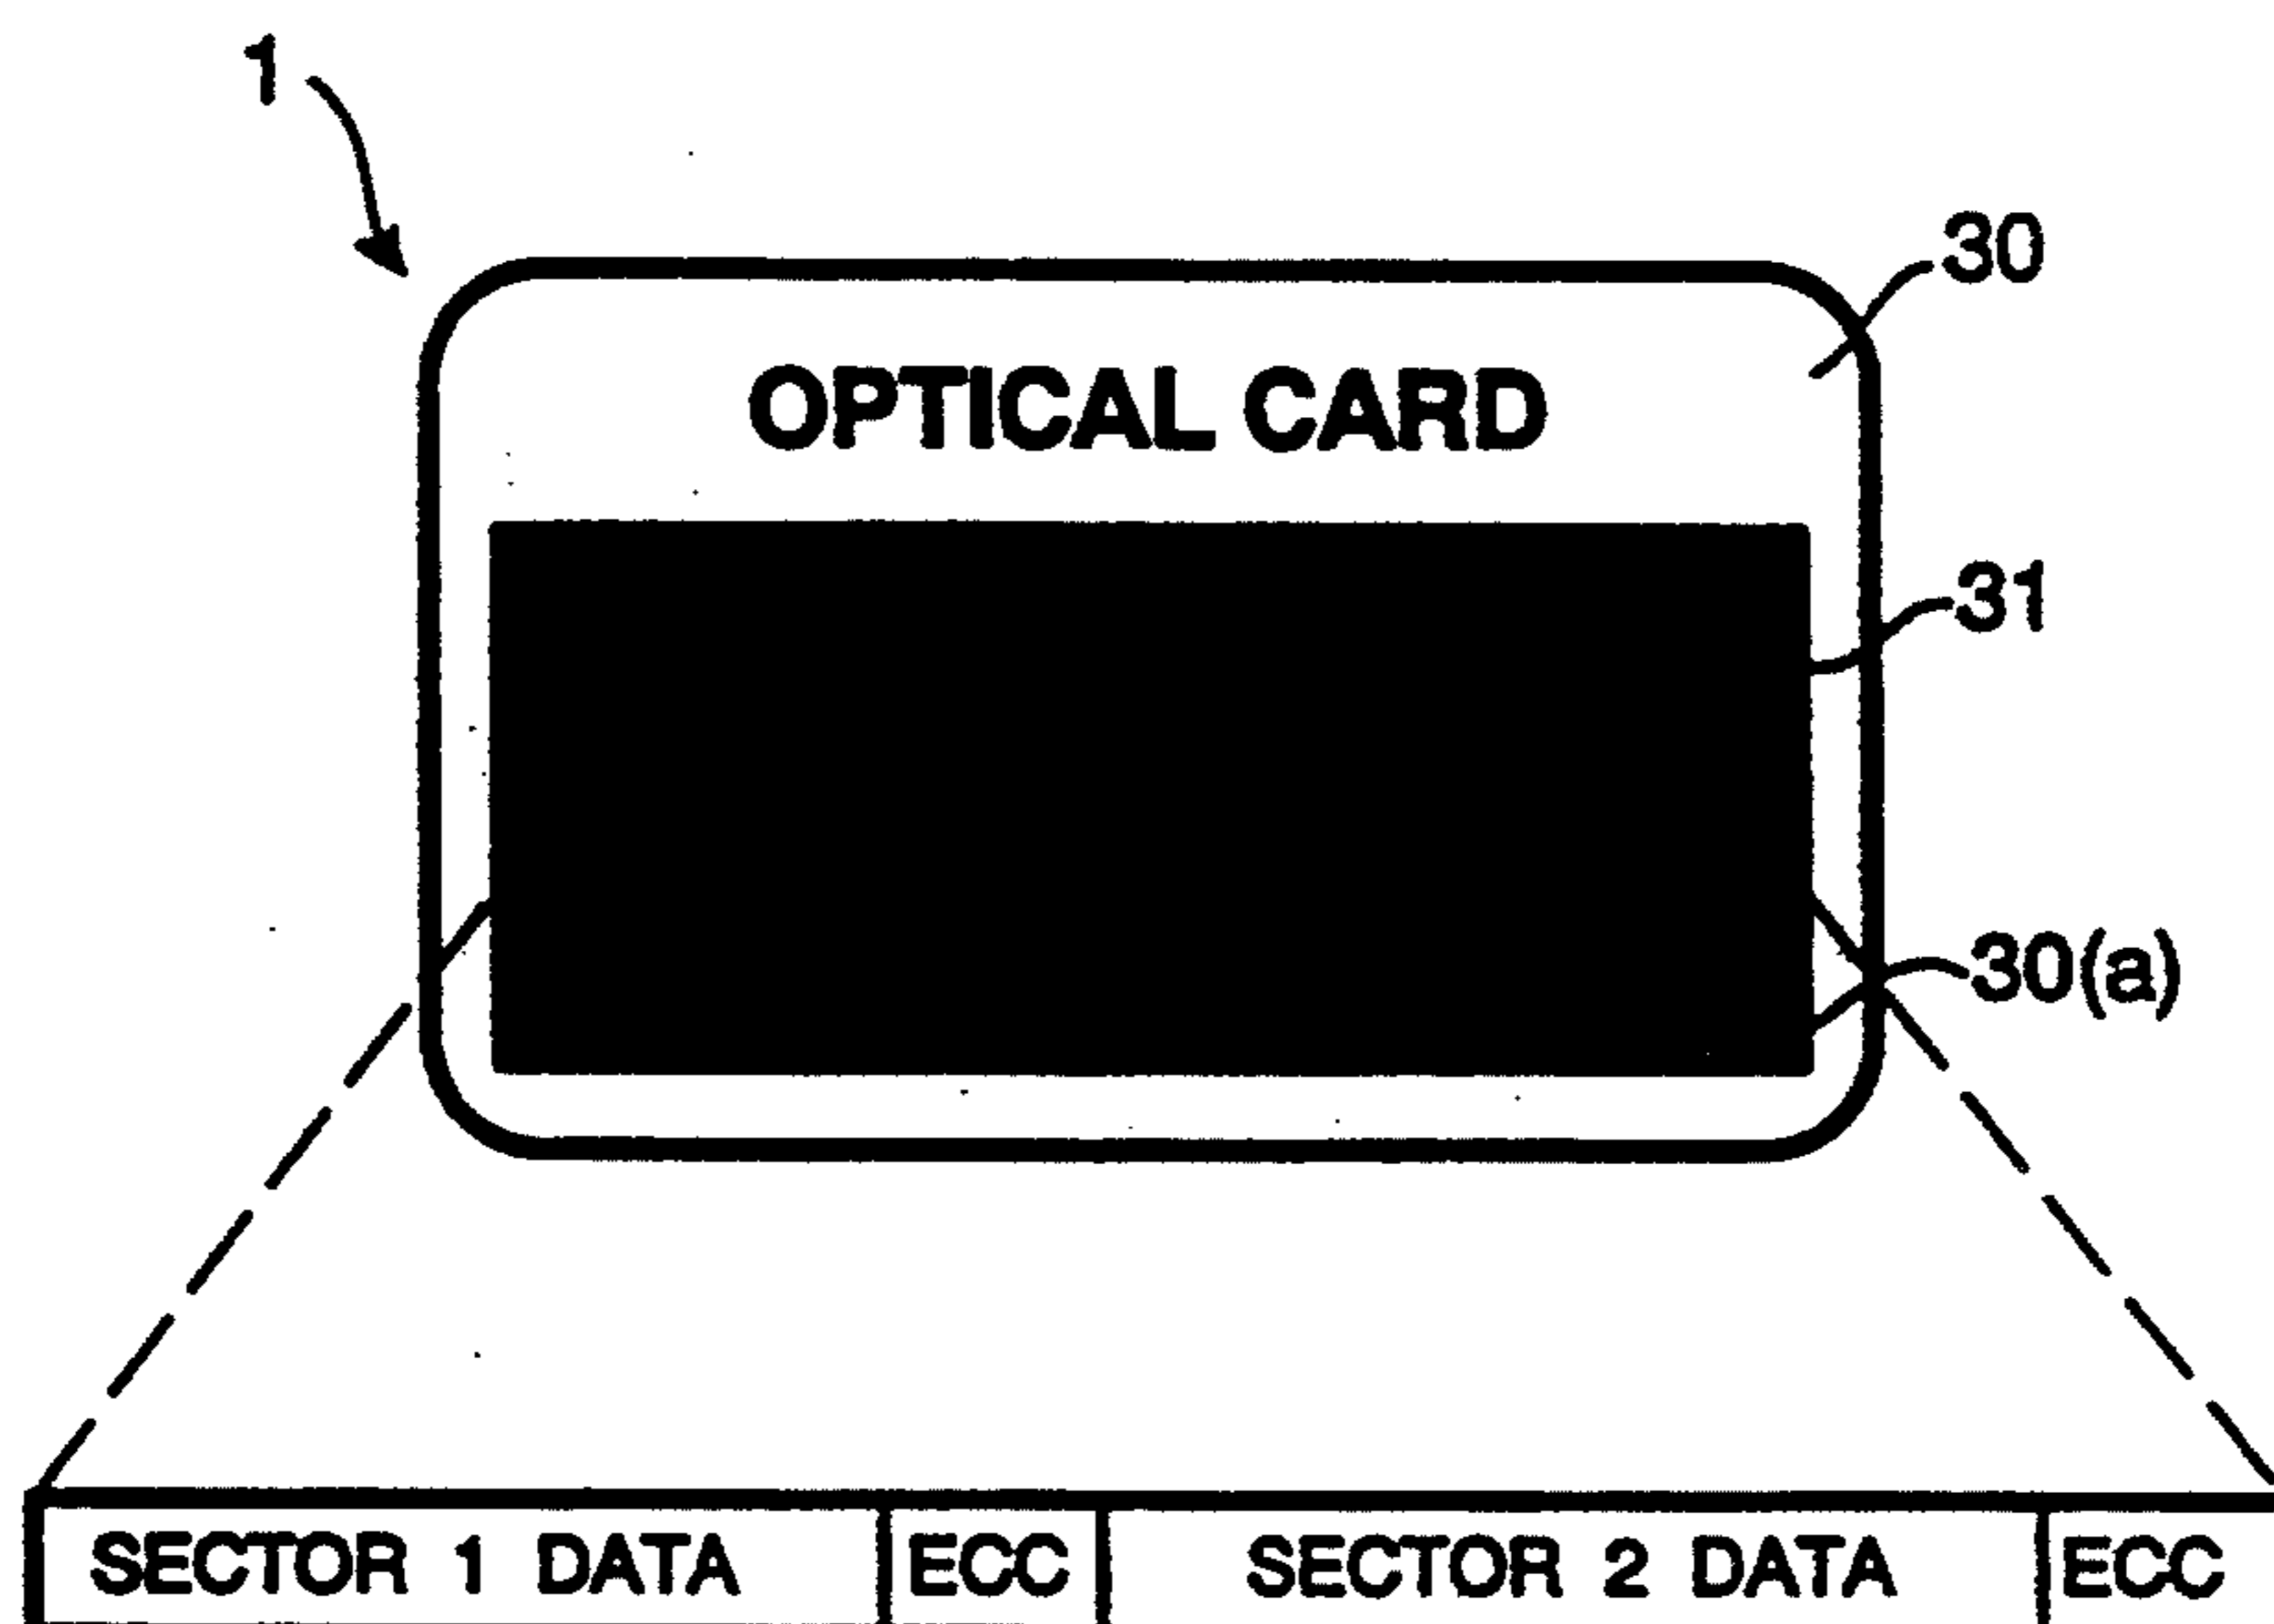 1
30
OPTICAL CARD
31
30(a)
SECTOR 1 DATA ECC SECTOR 2 DATA ECC